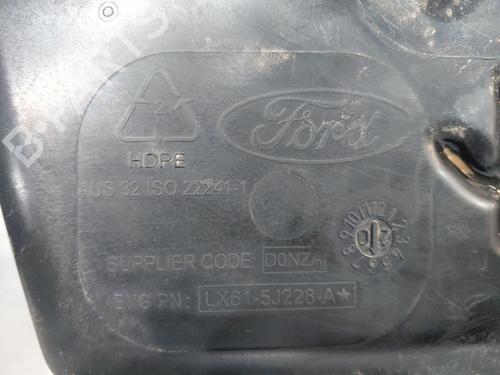 2
Ford
HDPE
AUS 32 ISO 22241-1
SUPPLIER CODE: D0NZA
ENG PN: LX61-5J228-A*